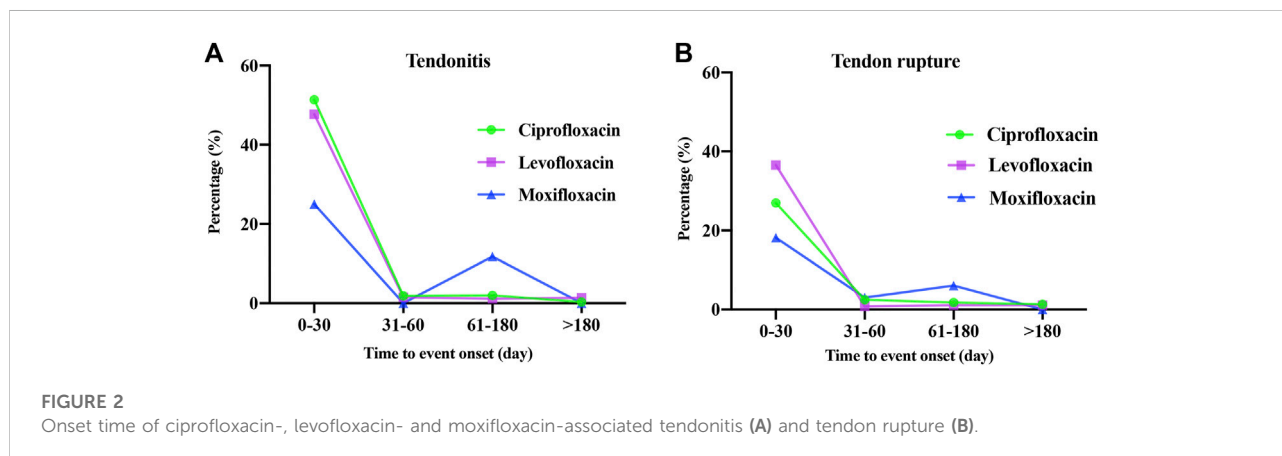 A
Tendonitis
60
40
20
0
Percentage (%)
Ciprofloxacin
Levofloxacin
Moxifloxacin
0-30
31-60
61-180
>180
Time to event onset (day)
B
Tendon rupture
60
40
20
0
Percentage (%)
Ciprofloxacin
Levofloxacin
Moxifloxacin
0-30
31-60
61-180
>180
Time to event onset (day)
FIGURE 2
Onset time of ciprofloxacin-, levofloxacin- and moxifloxacin-associated tendonitis (A) and tendon rupture (B).